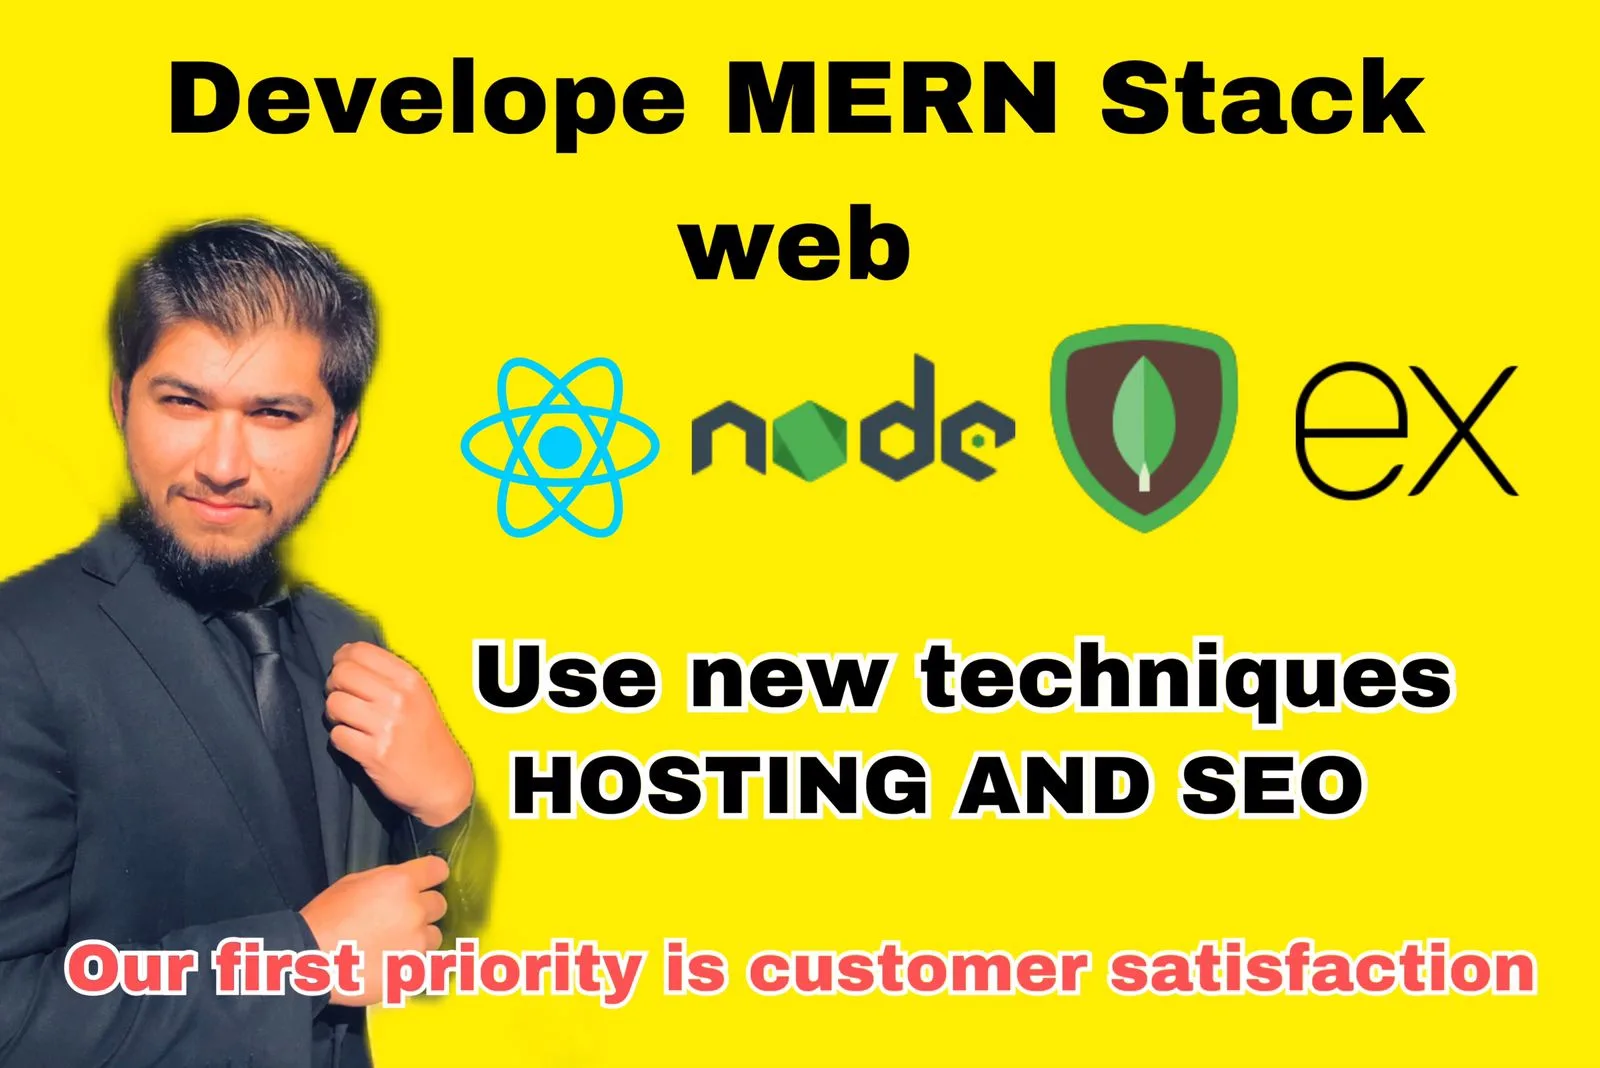 Develope MERN Stack
web
node
ex
Use new techniques
HOSTING AND SEO
Our first priority is customer satisfaction